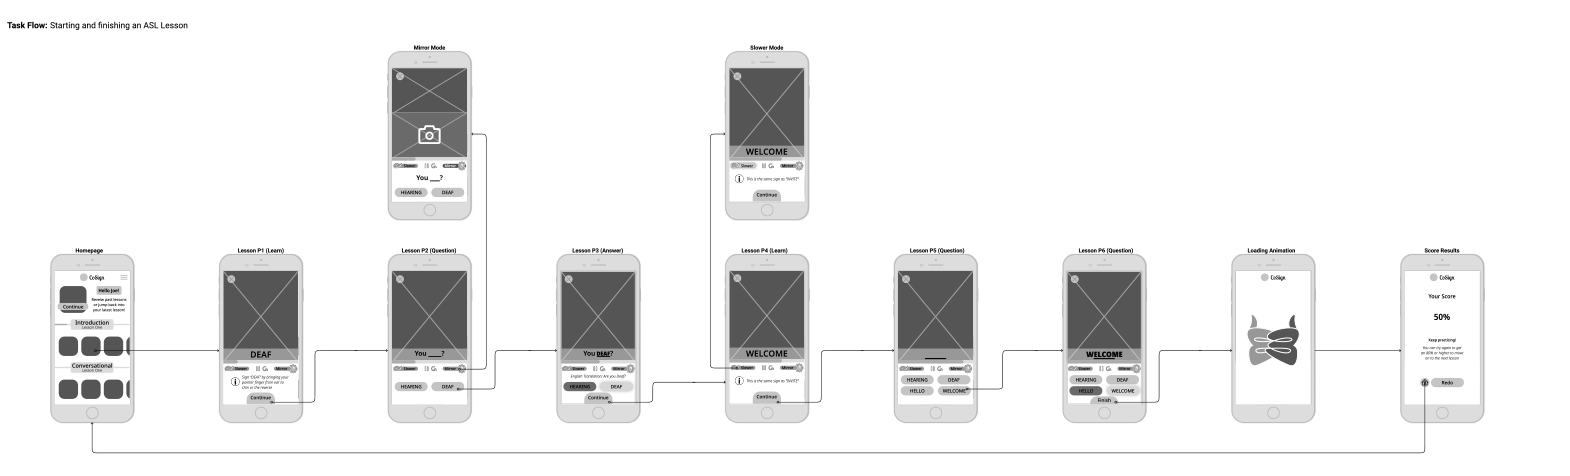 Task Flow: Starting and finishing an ASL Lesson
Mirror Mode
Slower
Mirror
You ___?
HEARING
DEAF
Slower Mode
WELCOME
Slower
Mirror
This is the same sign as "INVITE"
Continue
Homepage
CoSign
Hello Joe!
Continue
Review past lessons
or jump back into
your latest lesson!
Introduction
Lesson One
Conversational
Lesson One
Lesson P1 (Learn)
DEAF
Slower
Mirror
Sign "DEAF" by bringing your
pointer finger from ear to
chin or the reverse
Continue
Lesson P2 (Question)
You ____?
Slower
Mirror
HEARING
DEAF
Lesson P3 (Answer)
You DEAF?
Slower
Mirror
English Translation: Are you Deaf?
HEARING
DEAF
Continue
Lesson P4 (Learn)
WELCOME
Slower
Mirror
This is the same sign as "INVITE"
Continue
Lesson P5 (Question)
Slower
Mirror
HEARING
DEAF
HELLO
WELCOME
Lesson P6 (Question)
WELCOME
Slower
Mirror
HEARING
DEAF
HELLO
WELCOME
Finish
Loading Animation
CoSign
Score Results
CoSign
Your Score
50%
Keep practicing!
You can try again to get
an 80% or higher to move
on to the next lesson
Redo